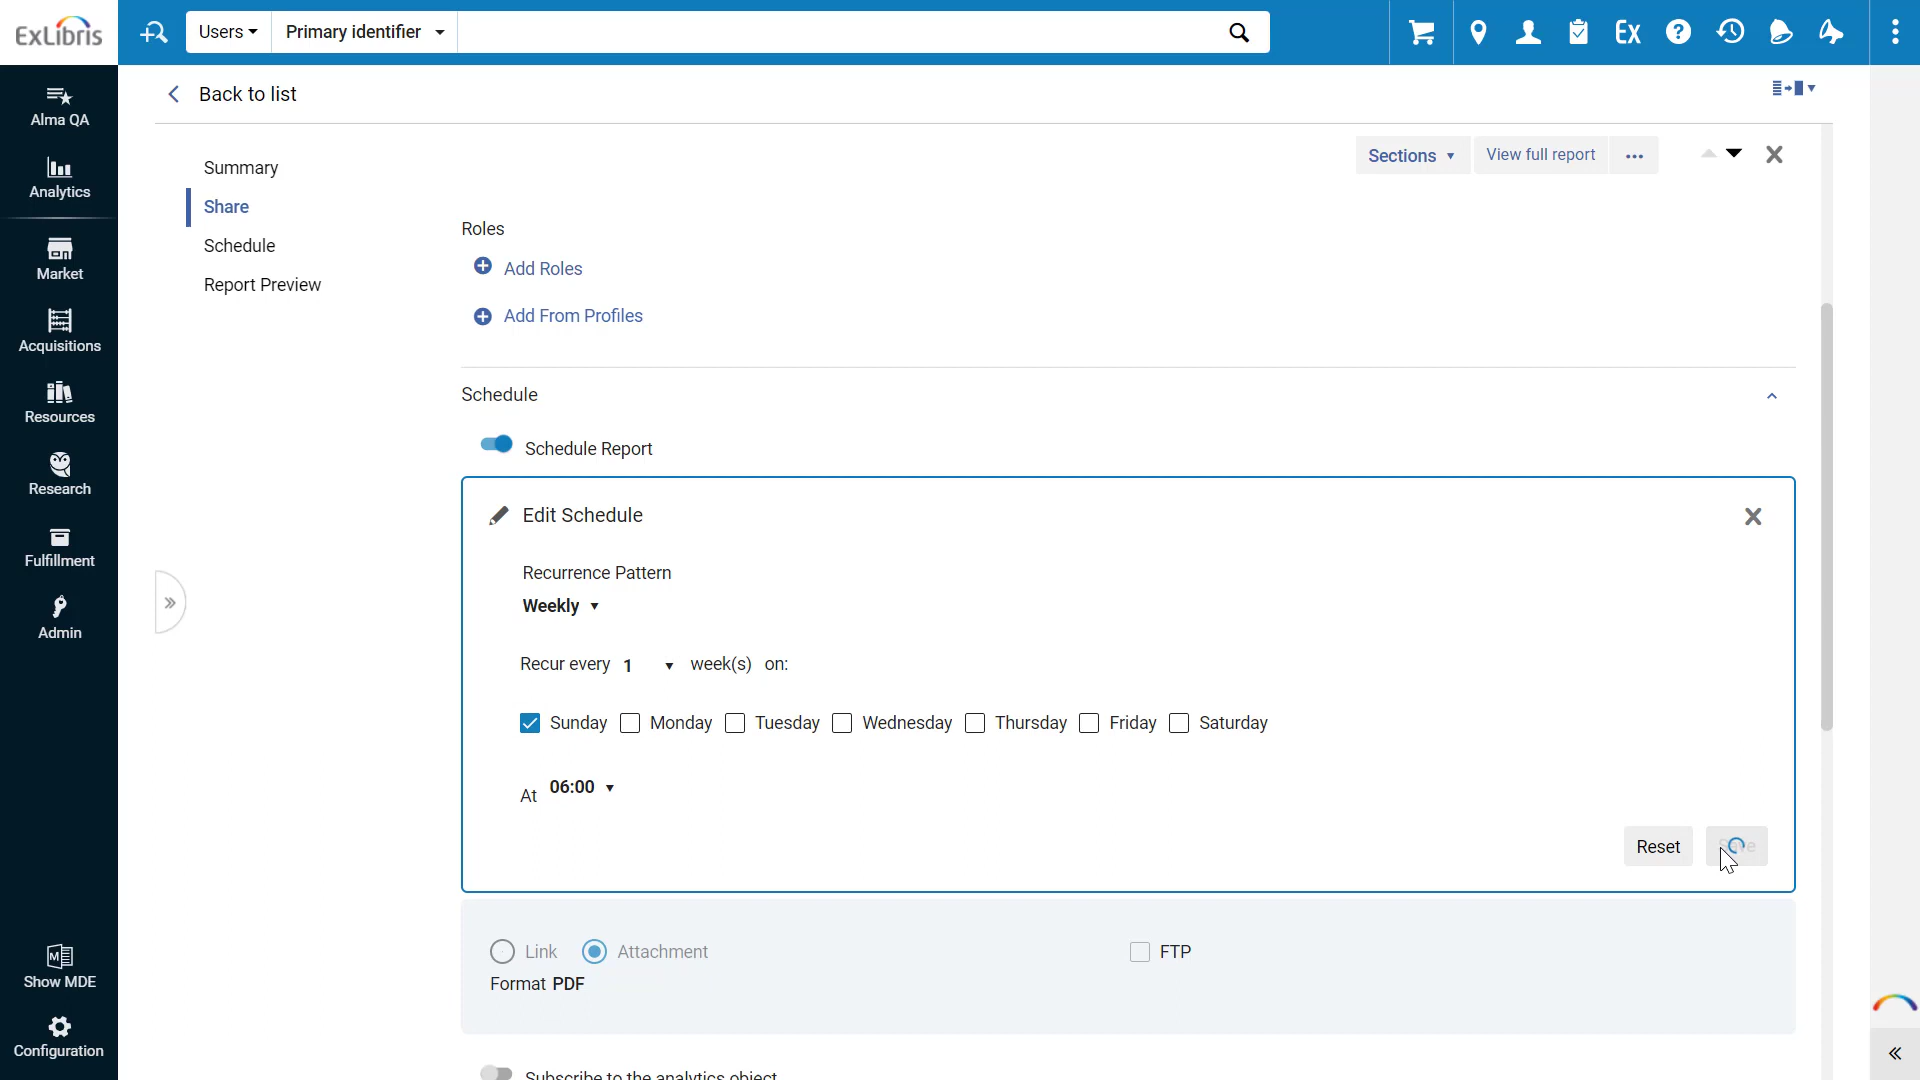 ExLibris
Users
Primary identifier
Ex
Alma QA
Analytics
Market
Acquisitions
Resources
Research
Fulfillment
Admin
Show MDE
Configuration
Back to list
Summary
Share
Schedule
Report Preview
Sections
View full report
Roles
Add Roles
Add From Profiles
Schedule
Schedule Report
Edit Schedule
Recurrence Pattern
Weekly
Recur every 1 week(s) on:
Sunday Monday Tuesday Wednesday Thursday Friday Saturday
At 06:00
Reset
Link Attachment FTP
Format PDF
Subscribe to the analytics object